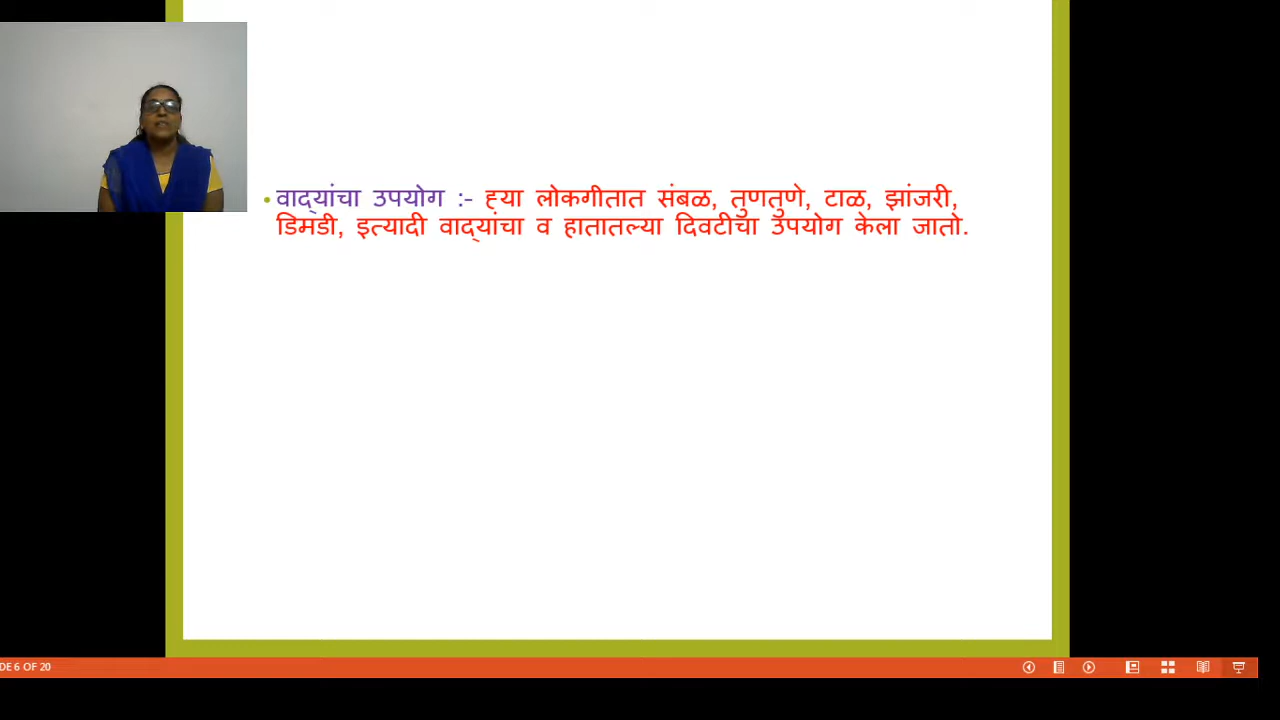 वाद्यांचा उपयोग :- ह्या लोकगीतात संबळ, तुणतुणे, टाळ, झांजरी,
डिमडी, इत्यादी वाद्यांचा व हातातल्या दिवटीचा उपयोग केला जातो.
DE 6 OF 20